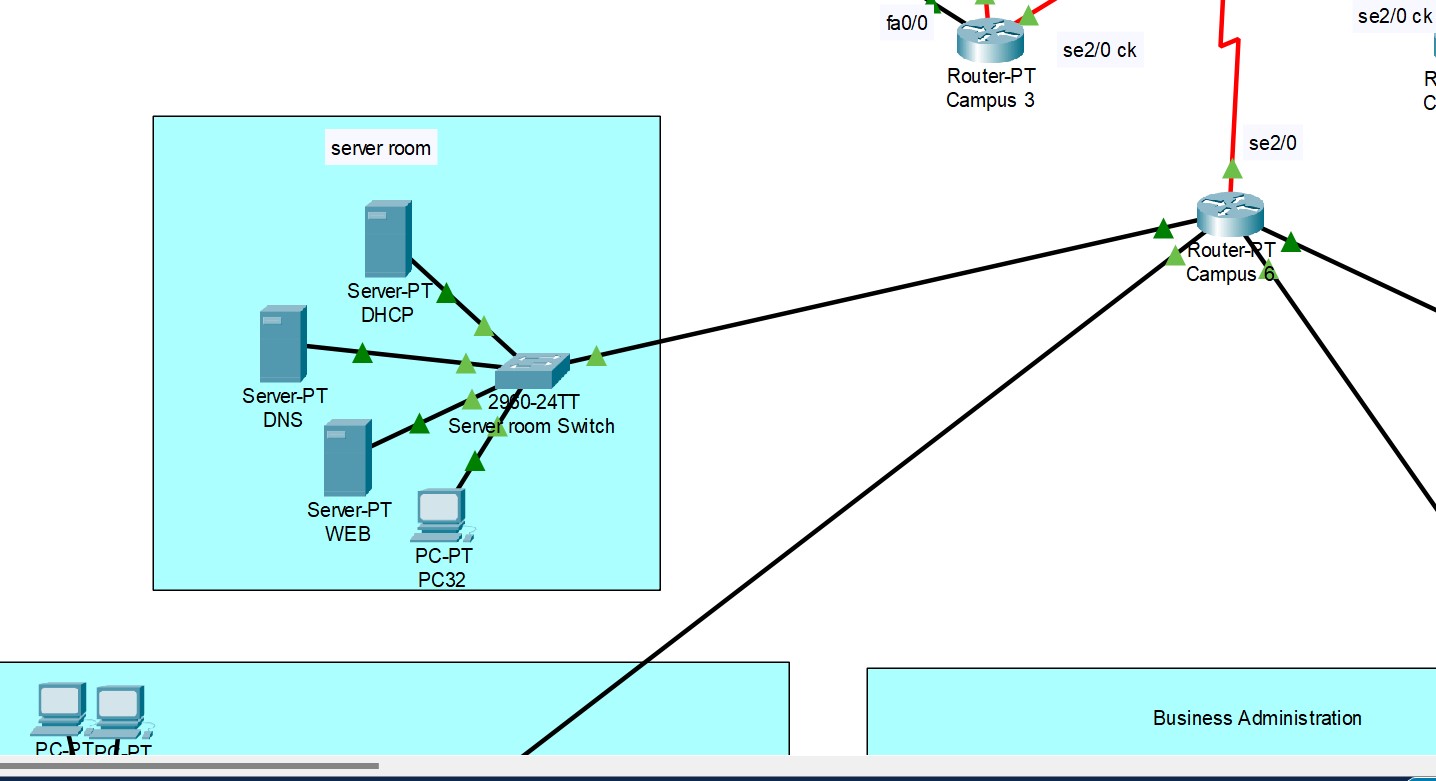 fa0/0
se2/0 ck
Router-PT
Campus 3
se2/0 ck
R
C
server room
se2/0
Server-PT
DHCP
Router-PT
Campus 6
Server-PT
DNS
2960-24TT
Server room Switch
Server-PT
WEB
PC-PT
PC32
Business Administration
PC-PT
PC-PT